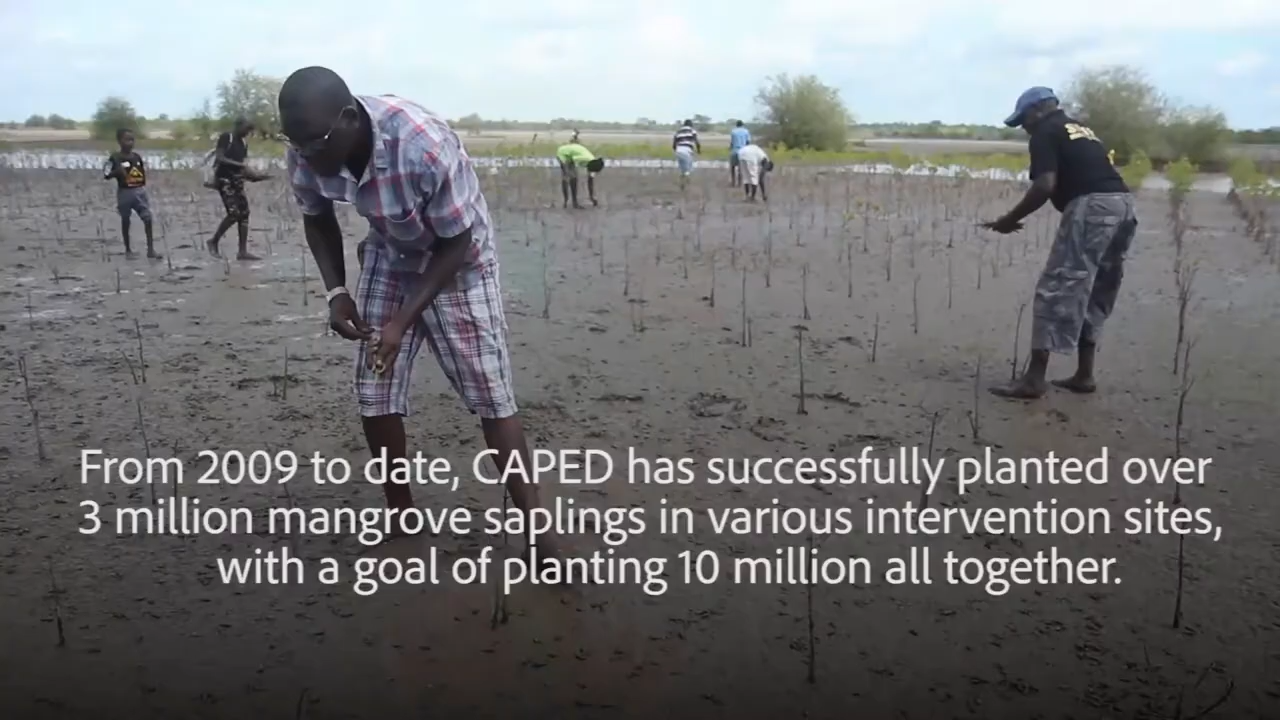 From 2009 to date, CAPED has successfully planted over
3 million mangrove saplings in various intervention sites,
with a goal of planting 10 million all together.